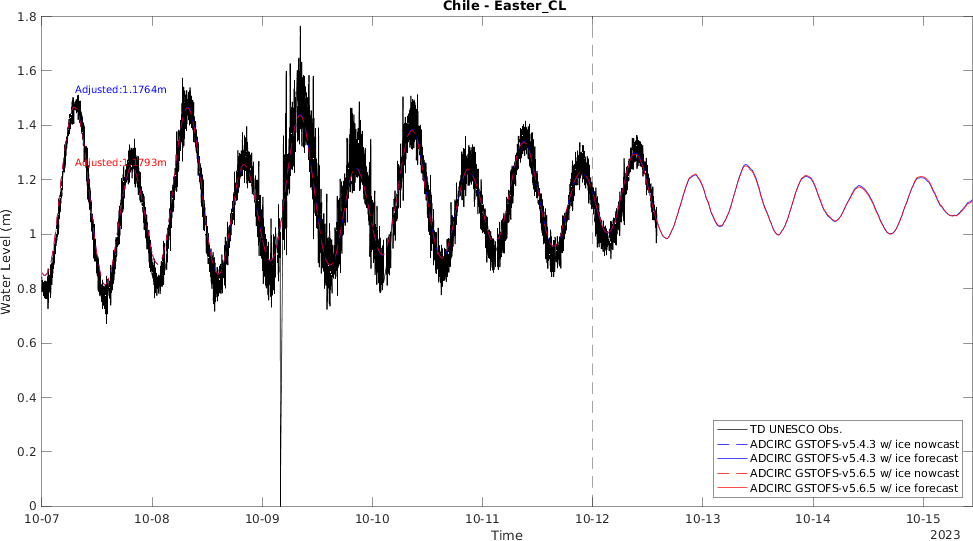 Chile - Easter_CL
1.8
1.6
1.4
1.2
1
0.8
0.6
0.4
0.2
0
Water Level (m)
Adjusted:1.1764m
Adjusted:1.1793m
TD UNESCO Obs.
ADCIRC GSTOFS-v5.4.3 w/ ice nowcast
ADCIRC GSTOFS-v5.4.3 w/ ice forecast
ADCIRC GSTOFS-v5.6.5 w/ ice nowcast
ADCIRC GSTOFS-v5.6.5 w/ ice forecast
10-07 10-08 10-09 10-10 10-11 10-12 10-13 10-14 10-15
Time
2023